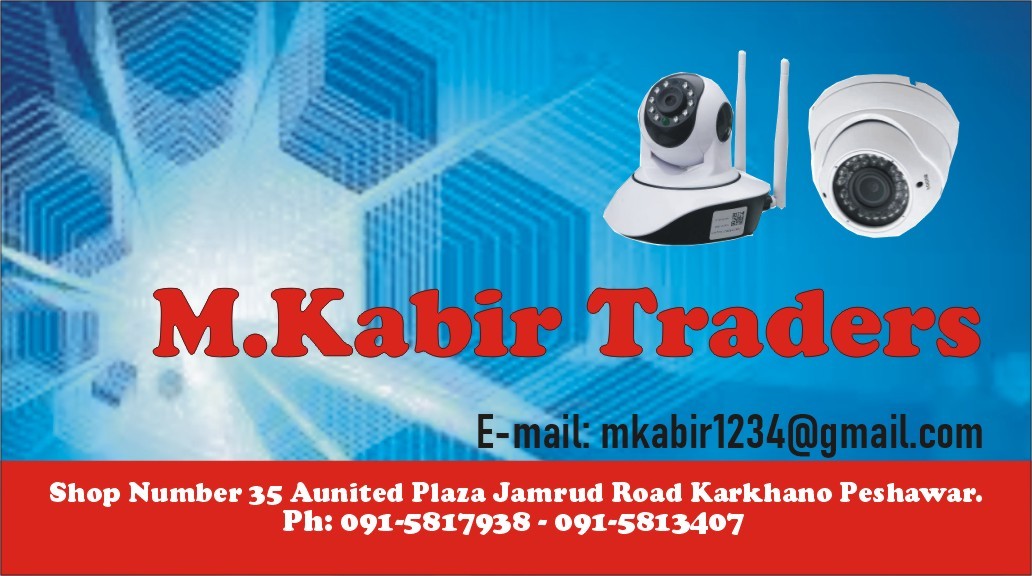 M.Kabir Traders
E-mail: mkabir1234@gmail.com
Shop Number 35 Aunited Plaza Jamrud Road Karkhano Peshawar.
Ph: 091-5817938 - 091-5813407